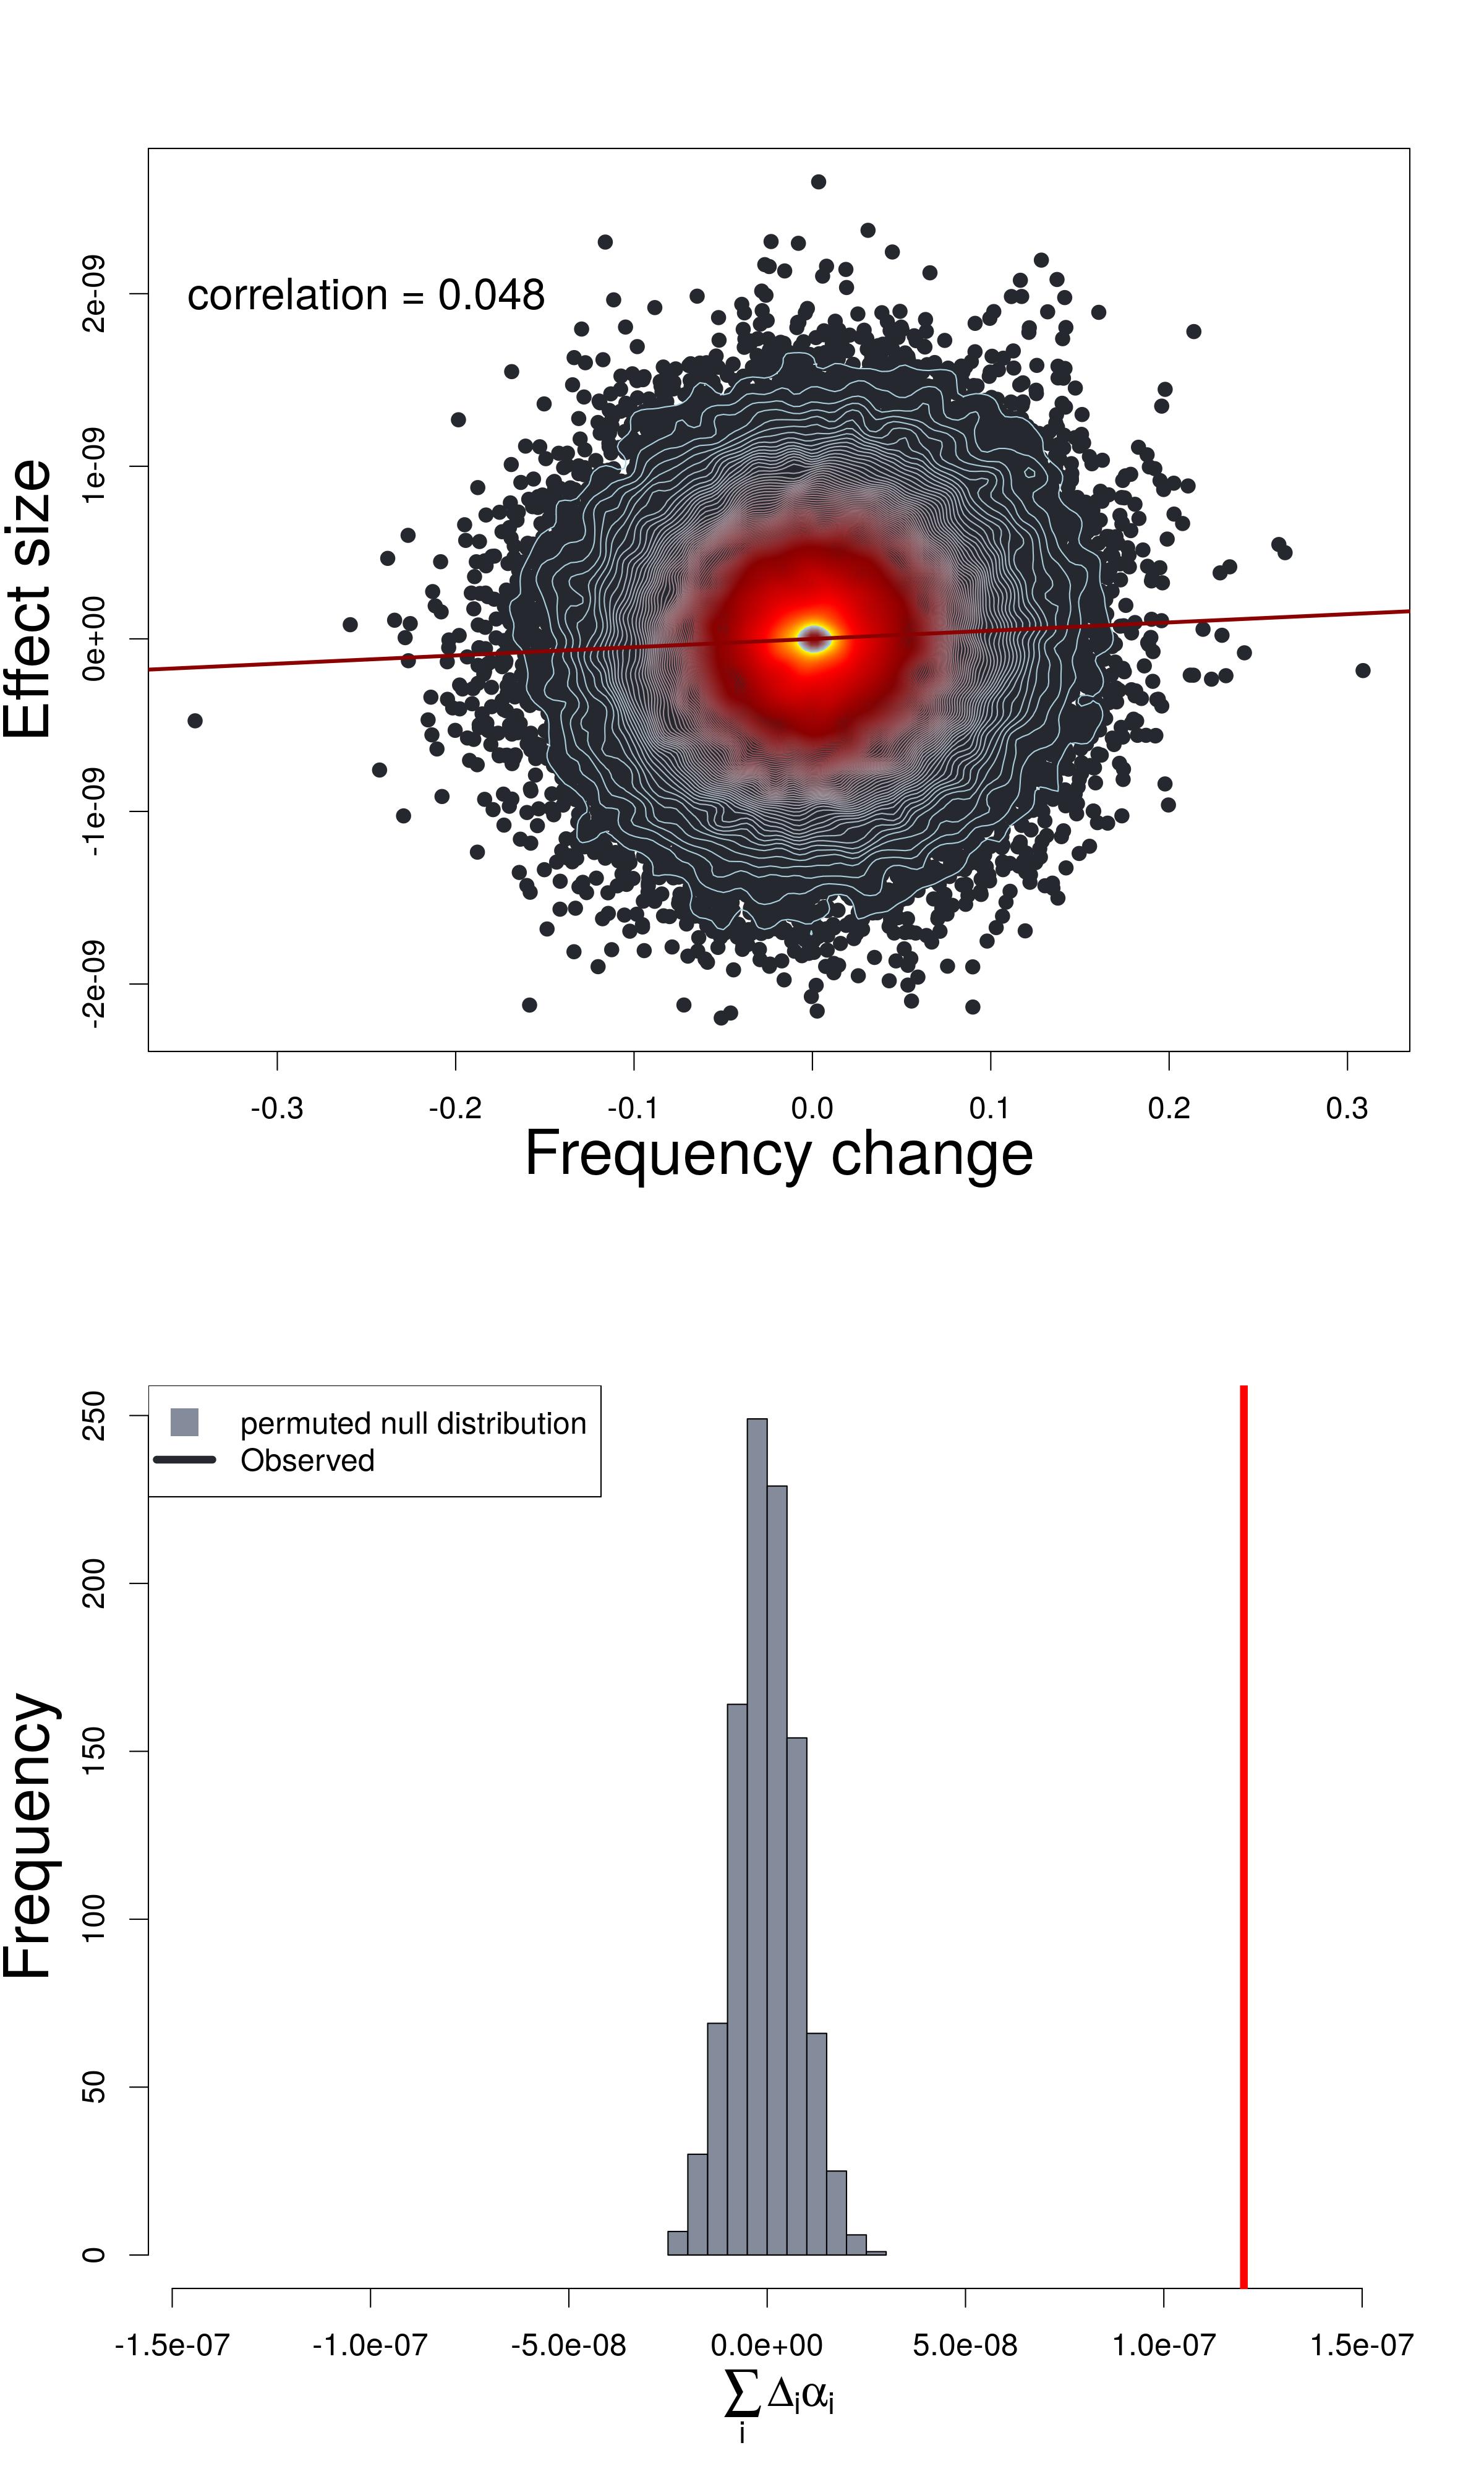 correlation = 0.048
Effect size
2e-09
1e-09
0e+00
-1e-09
-2e-09
-0.3 -0.2 -0.1 0.0 0.1 0.2 0.3
Frequency change
permuted null distribution
Observed
Frequency
250
200
150
100
50
0
-1.5e-07 -1.0e-07 -5.0e-08 0.0e+00 5.0e-08 1.0e-07 1.5e-07
∑Δiαi
i